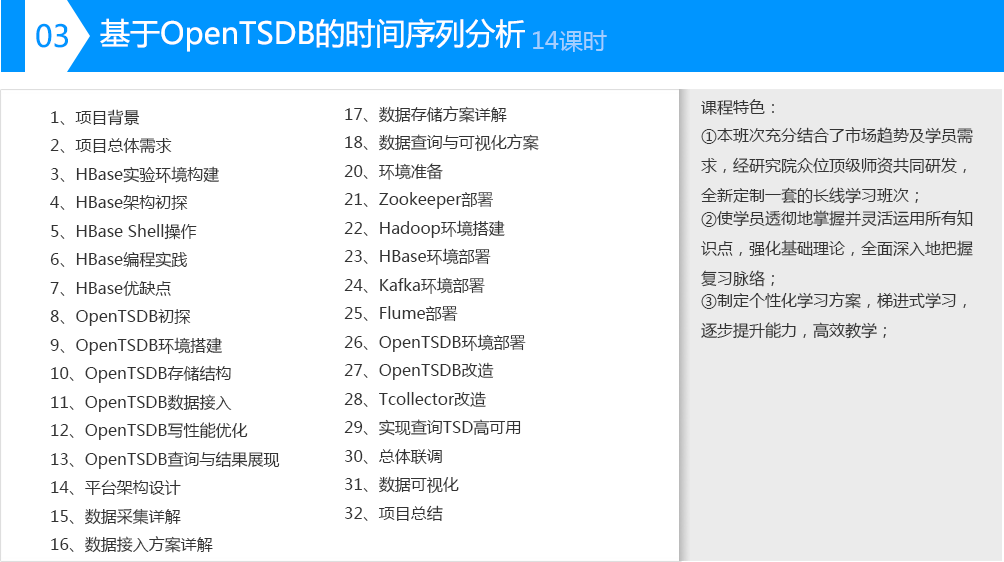 03 基于OpenTSDB的时间序列分析 14课时
1、项目背景
2、项目总体需求
3、HBase实验环境构建
4、HBase架构初探
5、HBase Shell操作
6、HBase编程实践
7、HBase优缺点
8、OpenTSDB初探
9、OpenTSDB环境搭建
10、OpenTSDB存储结构
11、OpenTSDB数据接入
12、OpenTSDB写性能优化
13、OpenTSDB查询与结果展现
14、平台架构设计
15、数据采集详解
16、数据接入方案详解
17、数据存储方案详解
18、数据查询与可视化方案
20、环境准备
21、Zookeeper部署
22、Hadoop环境搭建
23、HBase环境部署
24、Kafka环境部署
25、Flume部署
26、OpenTSDB环境部署
27、OpenTSDB改造
28、Tcollector改造
29、实现查询TSD高可用
30、总体联调
31、数据可视化
32、项目总结
课程特色：
①本班次充分结合了市场趋势及学员需
求，经研究院众位顶级师资共同研发，
全新定制一套的长线学习班次；
②使学员透彻地掌握并灵活运用所有知
识点，强化基础理论，全面深入地把握
复习脉络；
③制定个性化学习方案，梯进式学习，
逐步提升能力，高效教学；